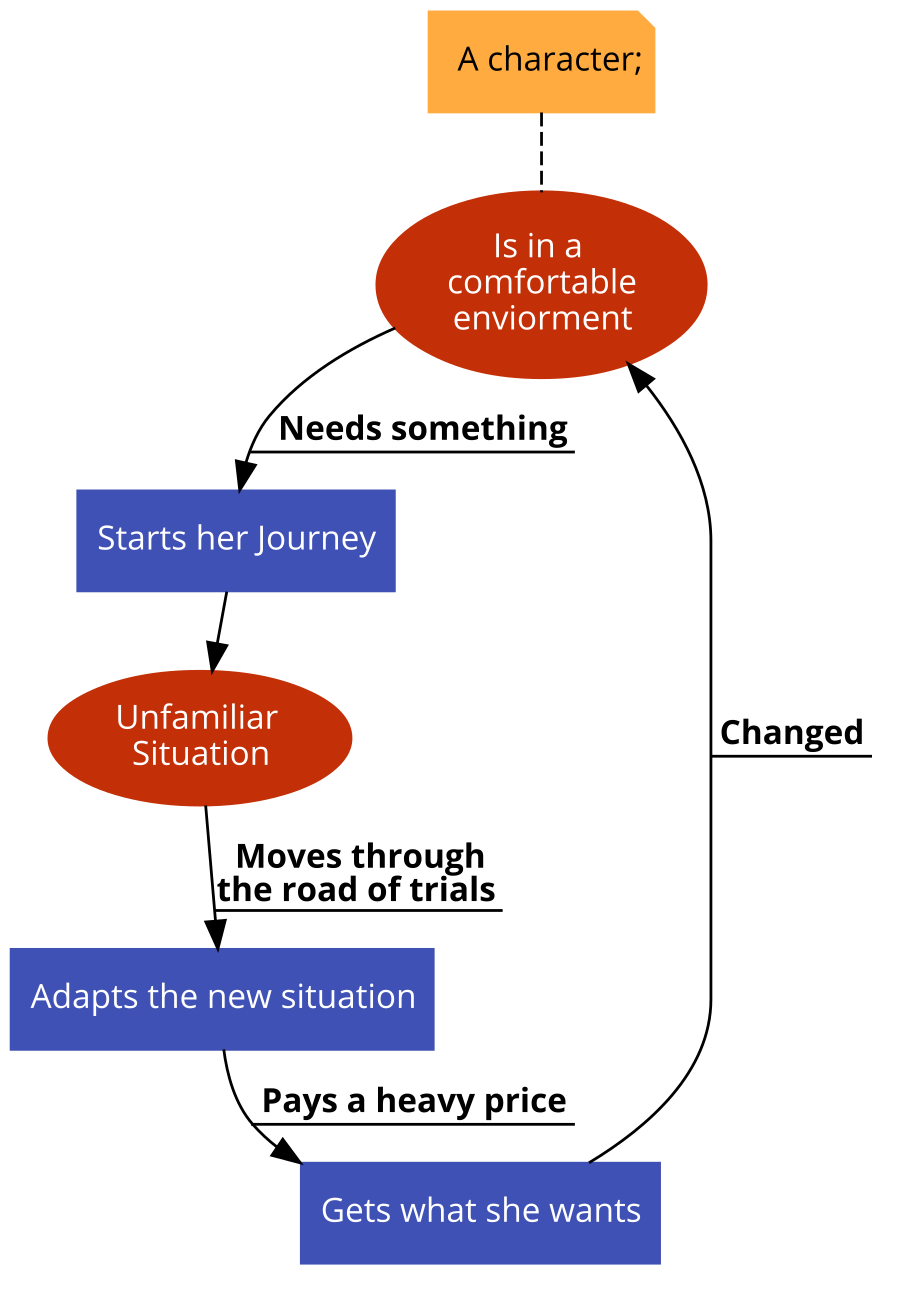 A character;
Is in a
comfortable
enviorment
Needs something
Starts her Journey
Unfamiliar
Situation
Changed
Moves through
the road of trials
Adapts the new situation
Pays a heavy price
Gets what she wants